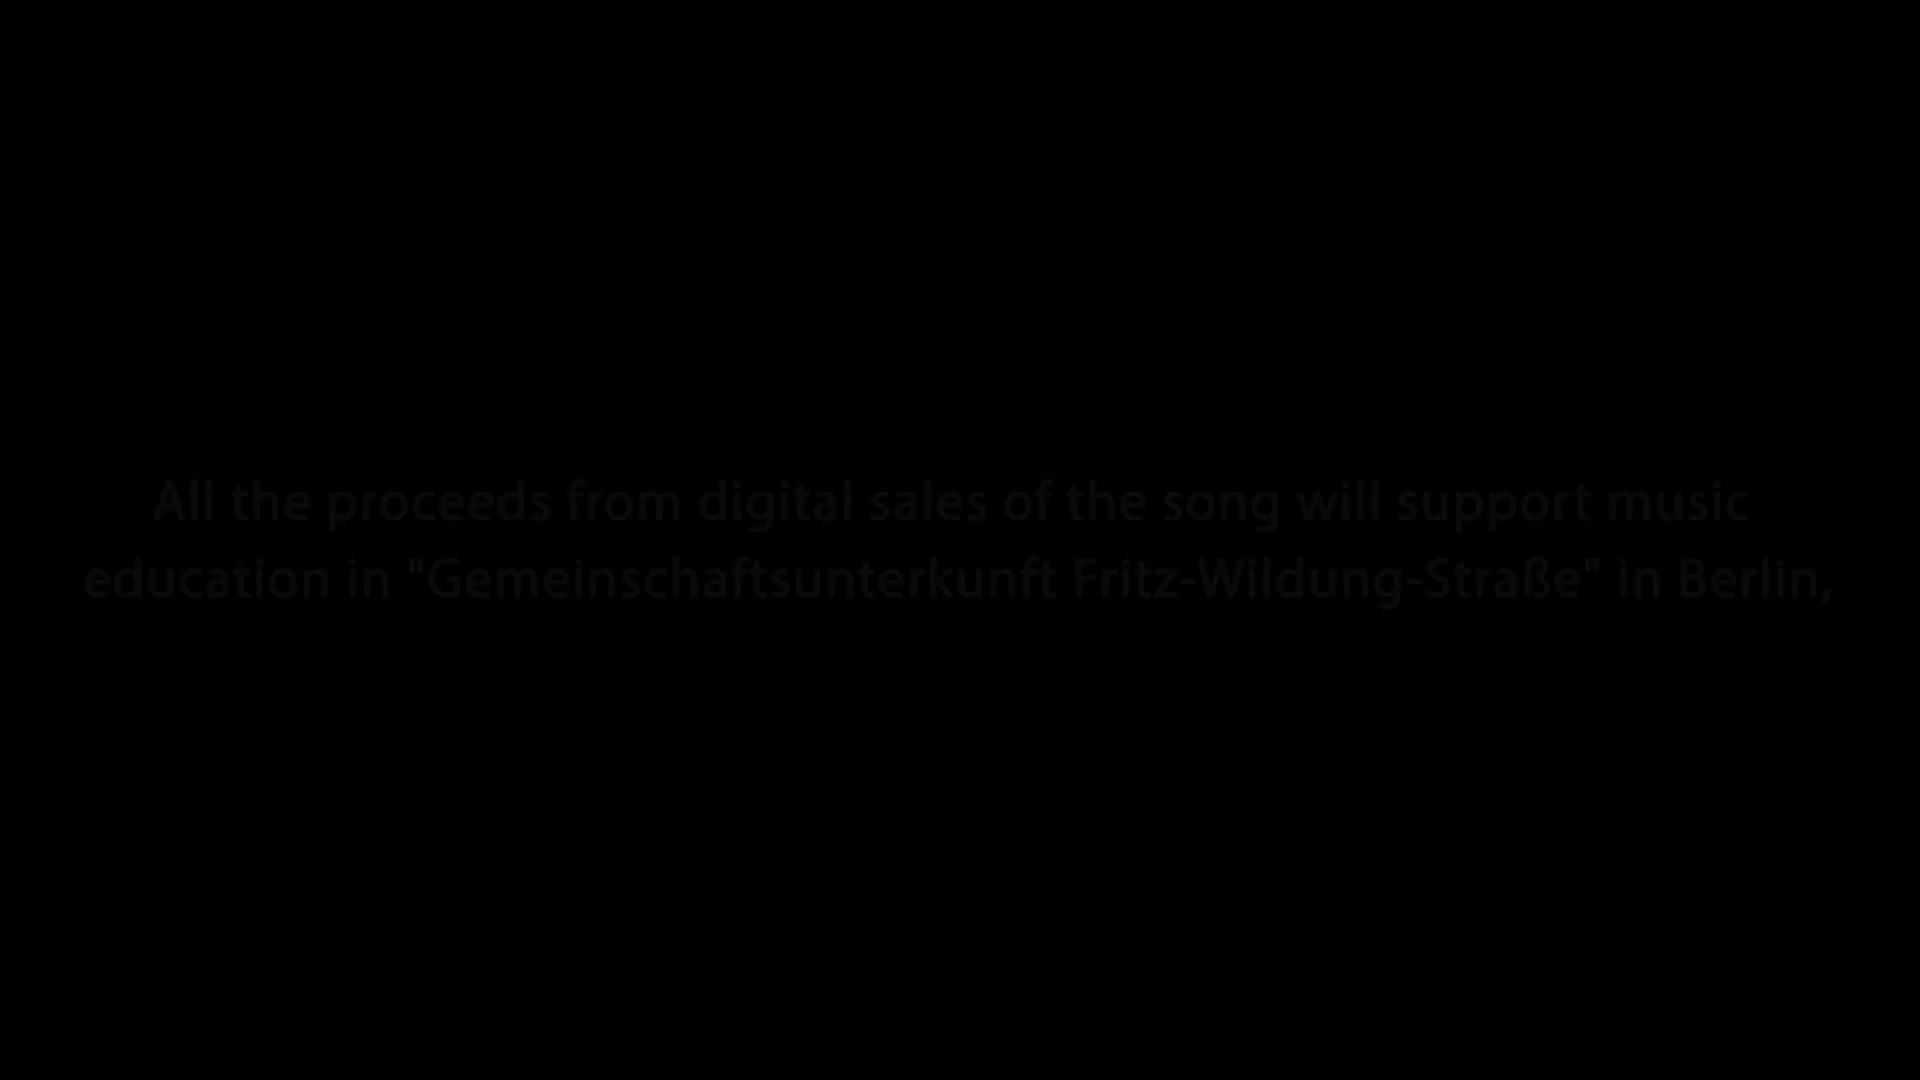 All the proceeds from digital sales of the song will support music
education in "Gemeinschaftsunterkunft Fritz-Wildung-Straße" in Berlin,